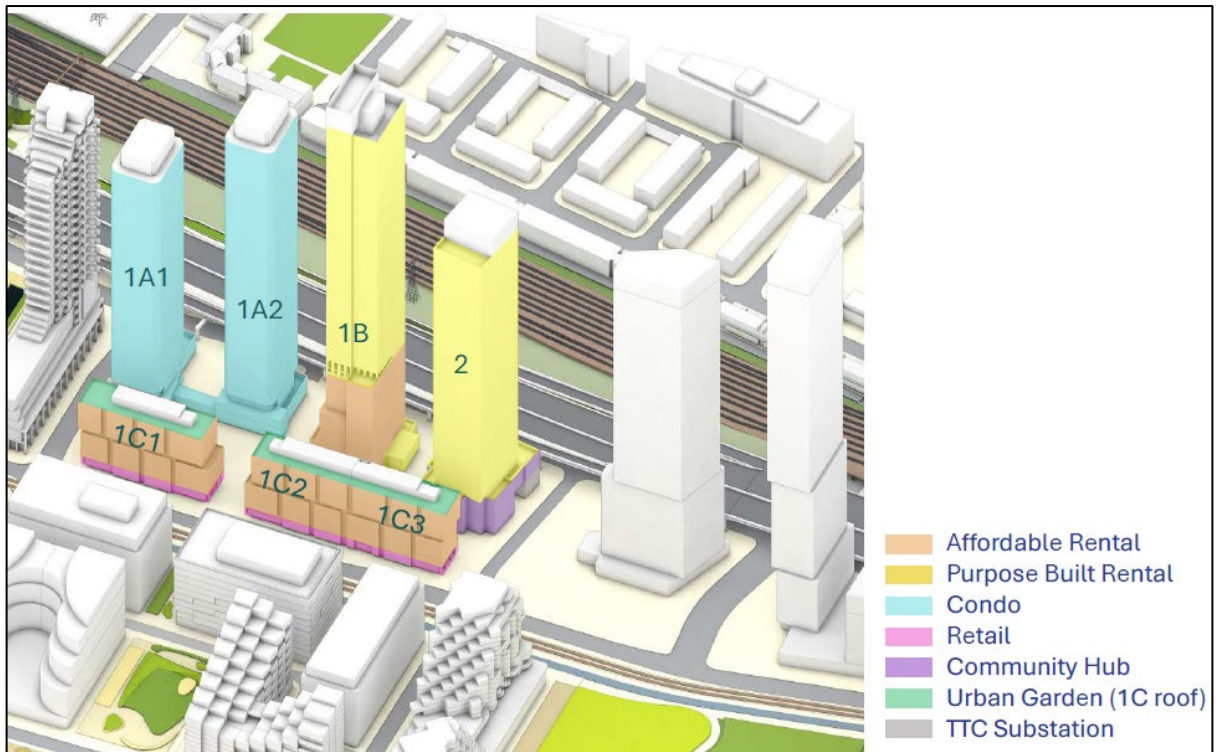 1A1
1A2
1B
2
1C1
1C2
1C3
Affordable Rental
Purpose Built Rental
Condo
Retail
Community Hub
Urban Garden (1C roof)
TTC Substation